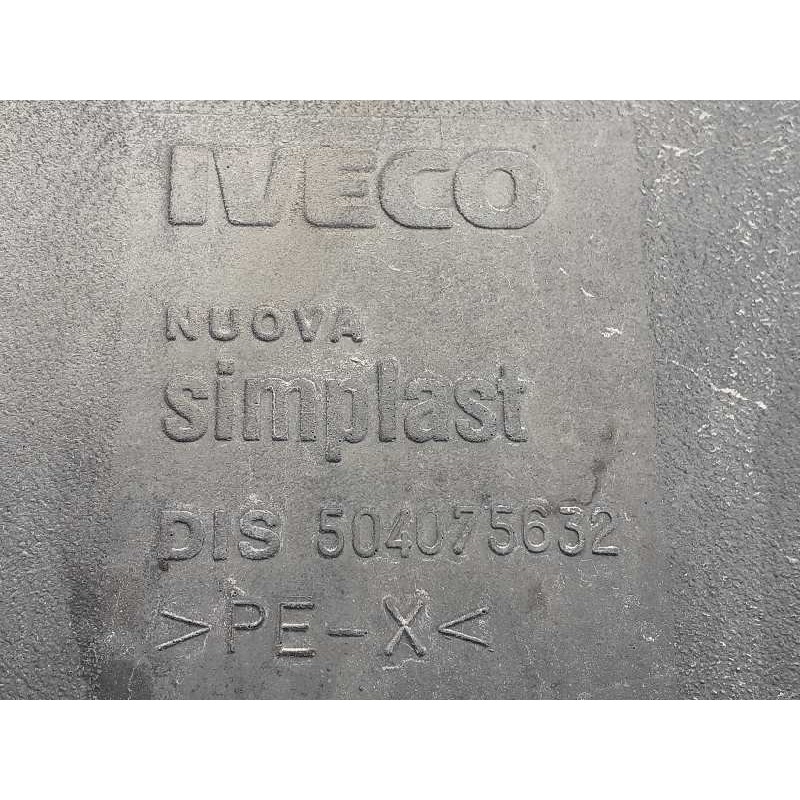 IVECO
NUOVA
simplast
DIS 504075632
>PE-X<